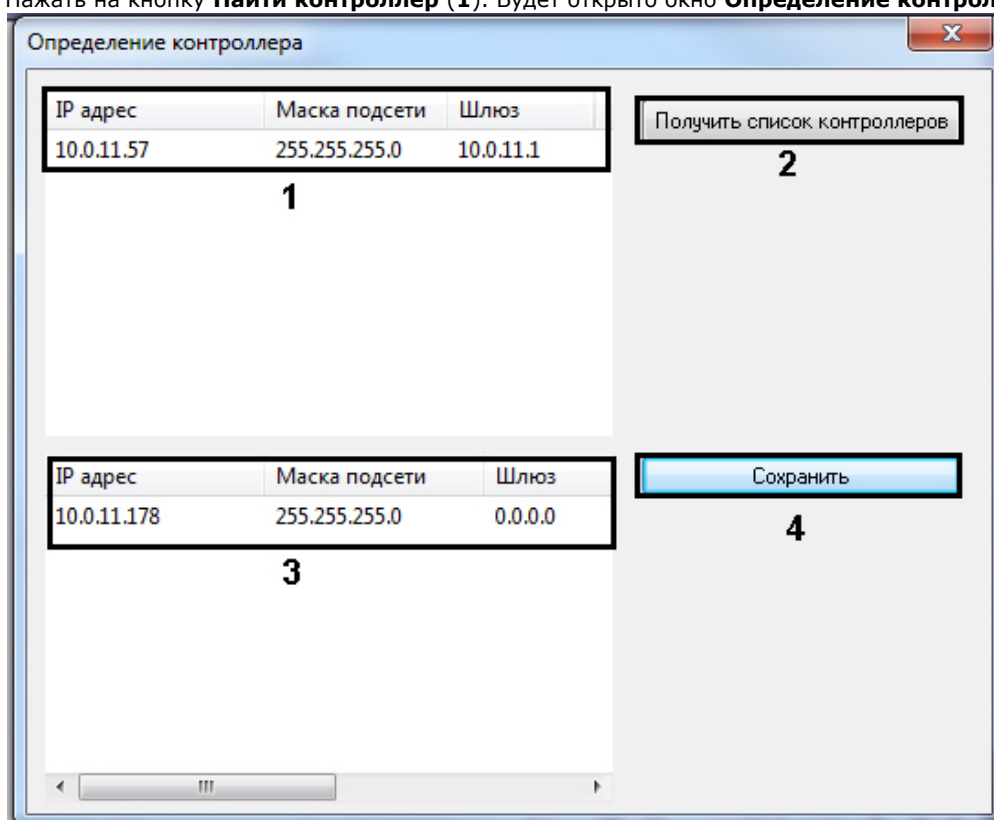 Нажать на кнопку Найти контроллер (1). Будет открыто окно Определение контрол
Определение контроллера
IP адрес Маска подсети Шлюз
10.0.11.57 255.255.255.0 10.0.11.1
1
Получить список контроллеров
2
IP адрес Маска подсети Шлюз
10.0.11.178 255.255.255.0 0.0.0.0
3
Сохранить
4